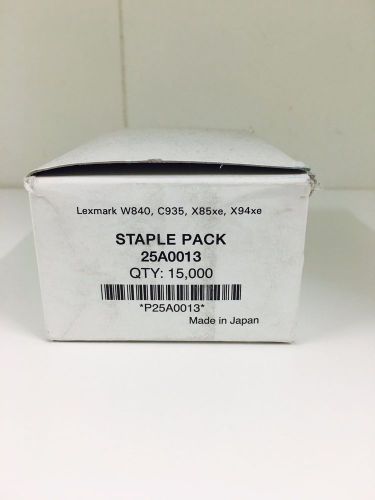 Lexmark W840, C935, X85xe, X94xe
STAPLE PACK
25A0013
QTY: 15,000
*P25A0013*
Made in Japan